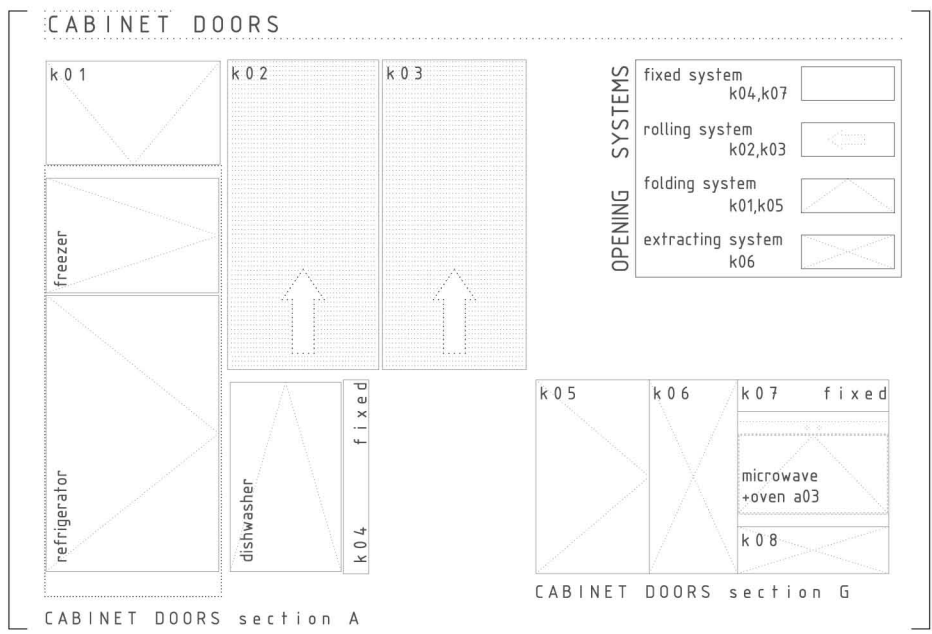 CABINET DOORS
k01
k02
k03
freezer
refrigerator
dishwasher
fixed
k04
CABINET DOORS section A
OPENING SYSTEMS
fixed system
k04,k07
rolling system
k02,k03
folding system
k01,k05
extracting system
k06
k05
k06
k07 fixed
microwave
+oven a03
k08
CABINET DOORS section G